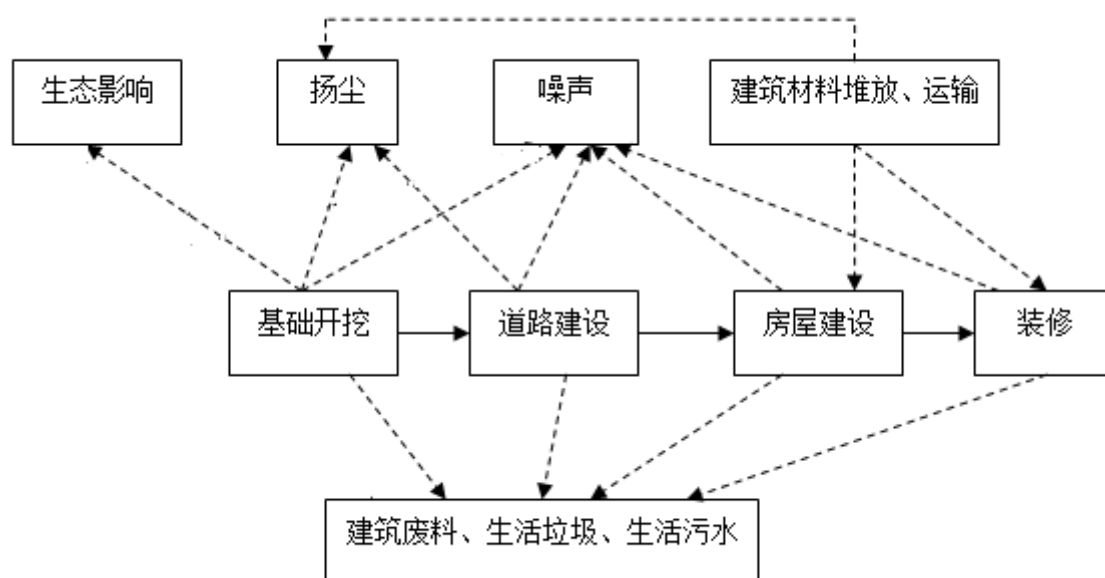 生态影响
扬尘
噪声
建筑材料堆放、运输
基础开挖
道路建设
房屋建设
装修
建筑废料、生活垃圾、生活污水